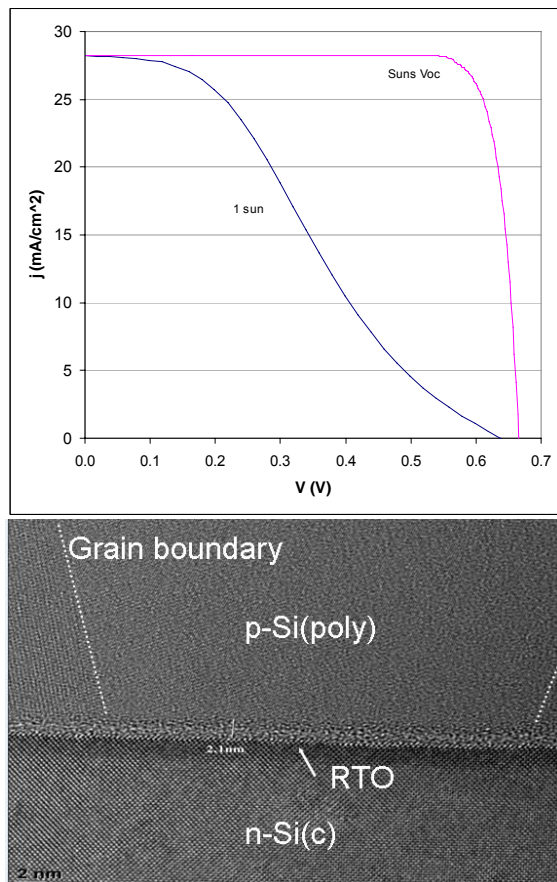 30
25
20
15
10
5
0
j (mA/cm^2)
Suns Voc
1 sun
0.0 0.1 0.2 0.3 0.4 0.5 0.6 0.7
V (V)
Grain boundary
p-Si(poly)
2.1nm
RTO
n-Si(c)
2 nm